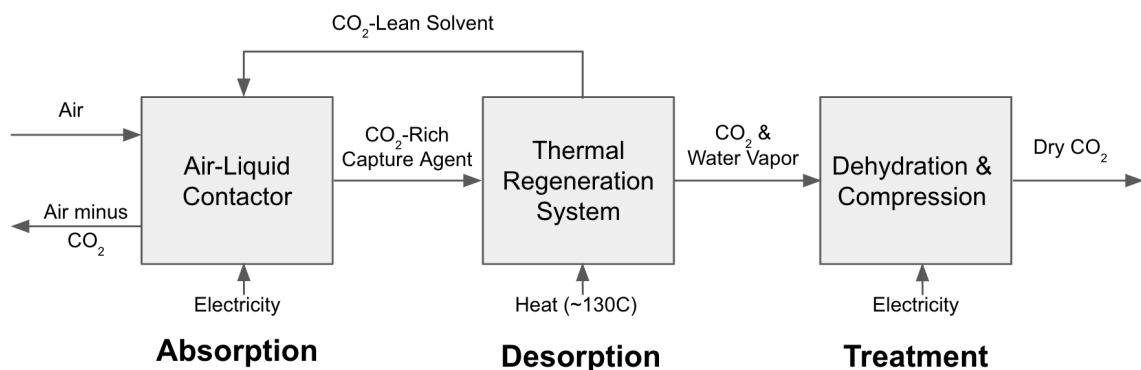 CO₂-Lean Solvent
Air
Air-Liquid
Contactor
Air minus
CO₂
CO₂-Rich
Capture Agent
Thermal
Regeneration
System
CO₂ &
Water Vapor
Dehydration &
Compression
Dry CO₂
Electricity
Heat (~130C)
Electricity
Absorption
Desorption
Treatment